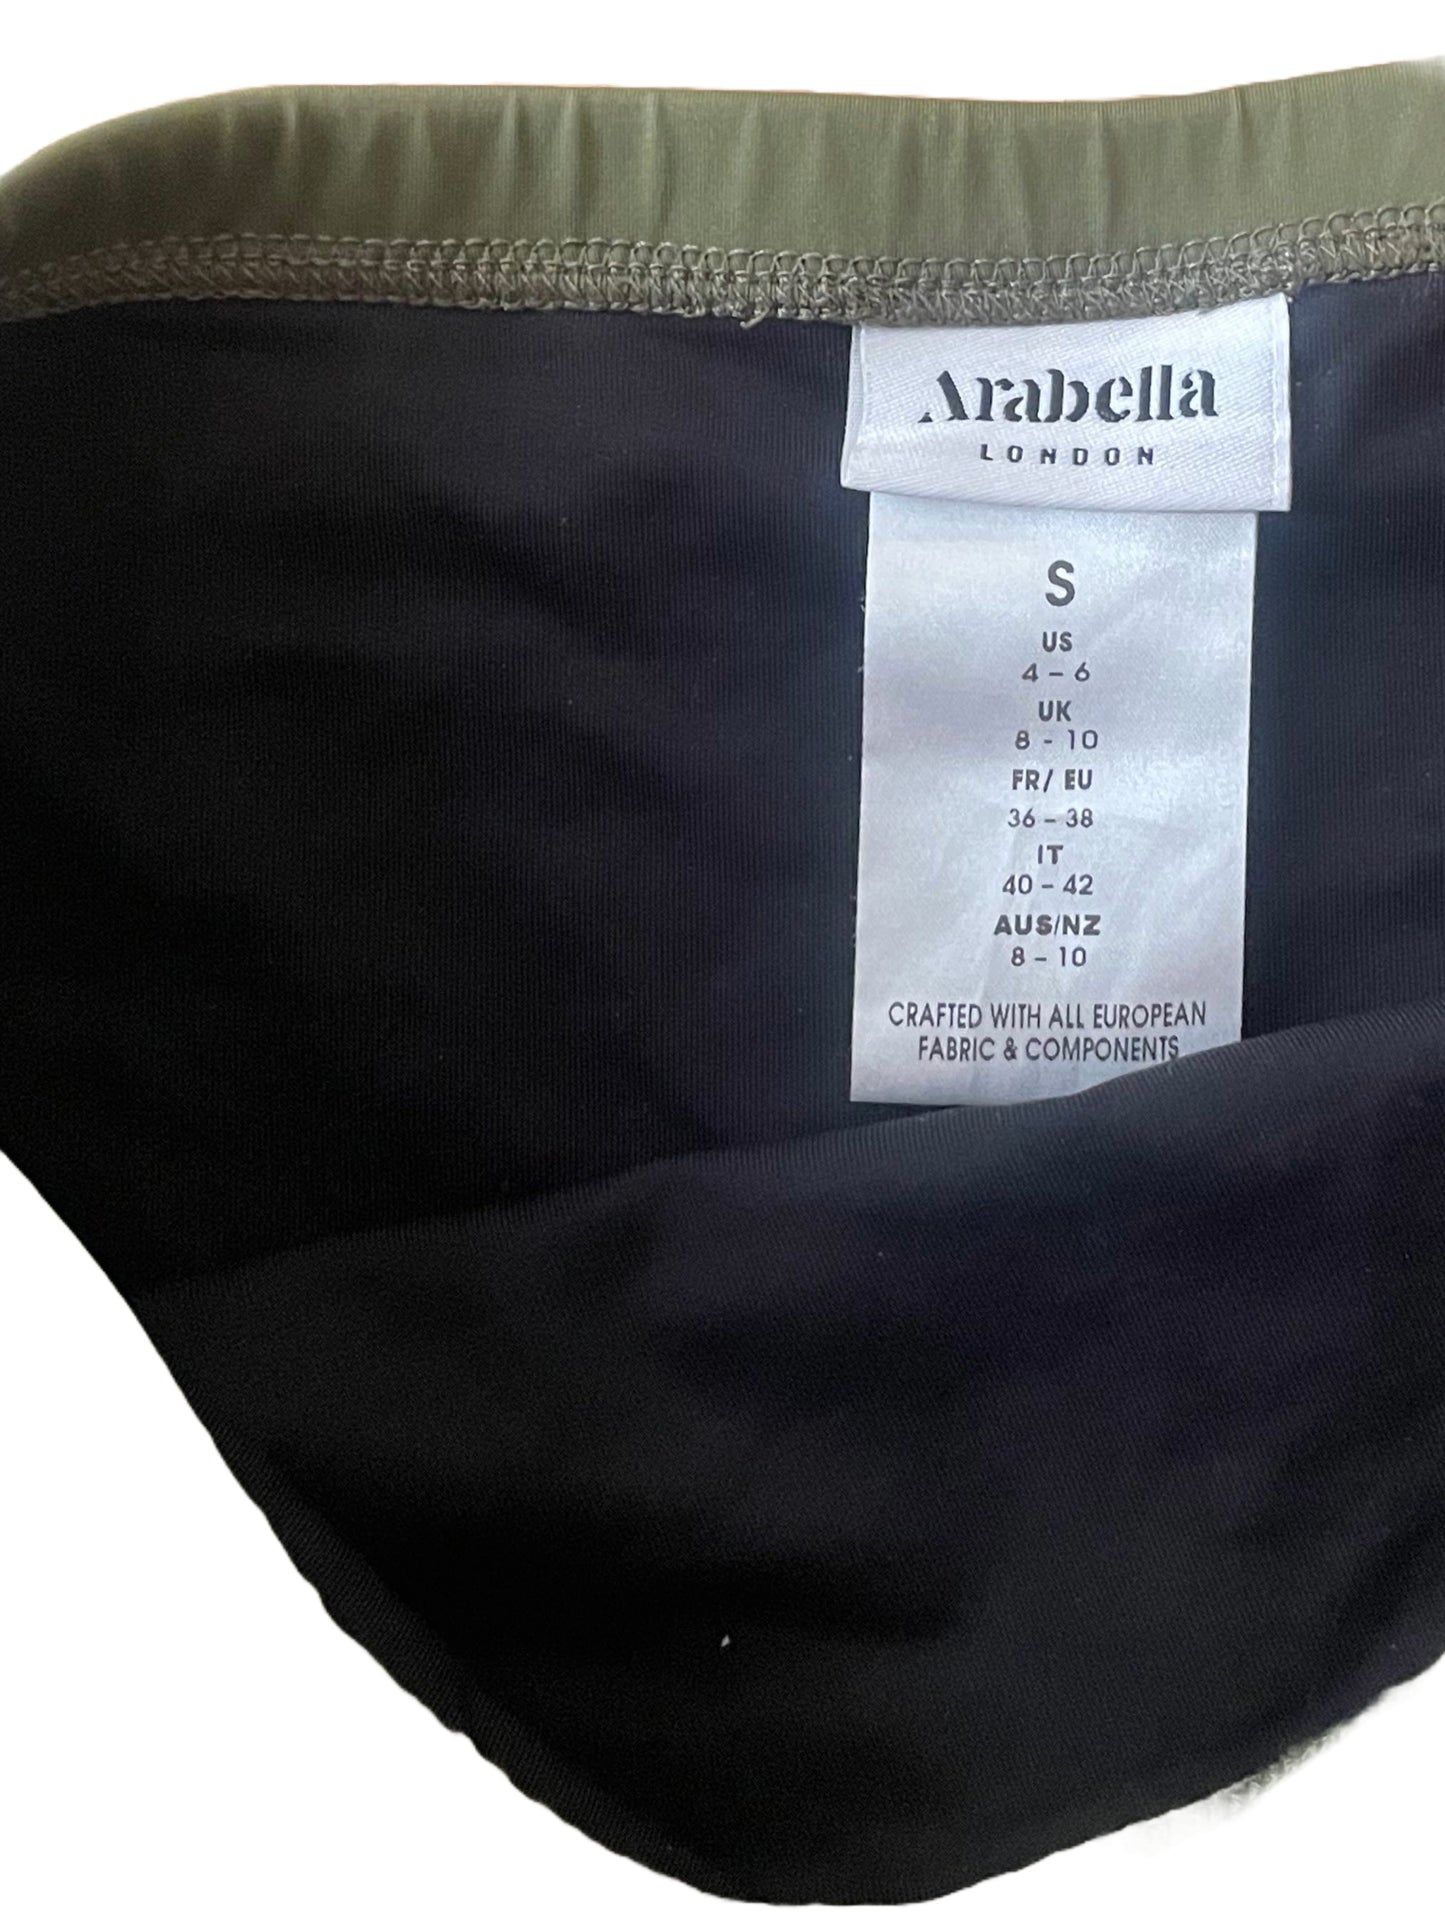 Arabella
LONDON
S
US
4 – 6
UK
8 - 10
FR/ EU
36 – 38
IT
40 – 42
AUS/NZ
8 – 10
CRAFTED WITH ALL EUROPEAN
FABRIC & COMPONENTS